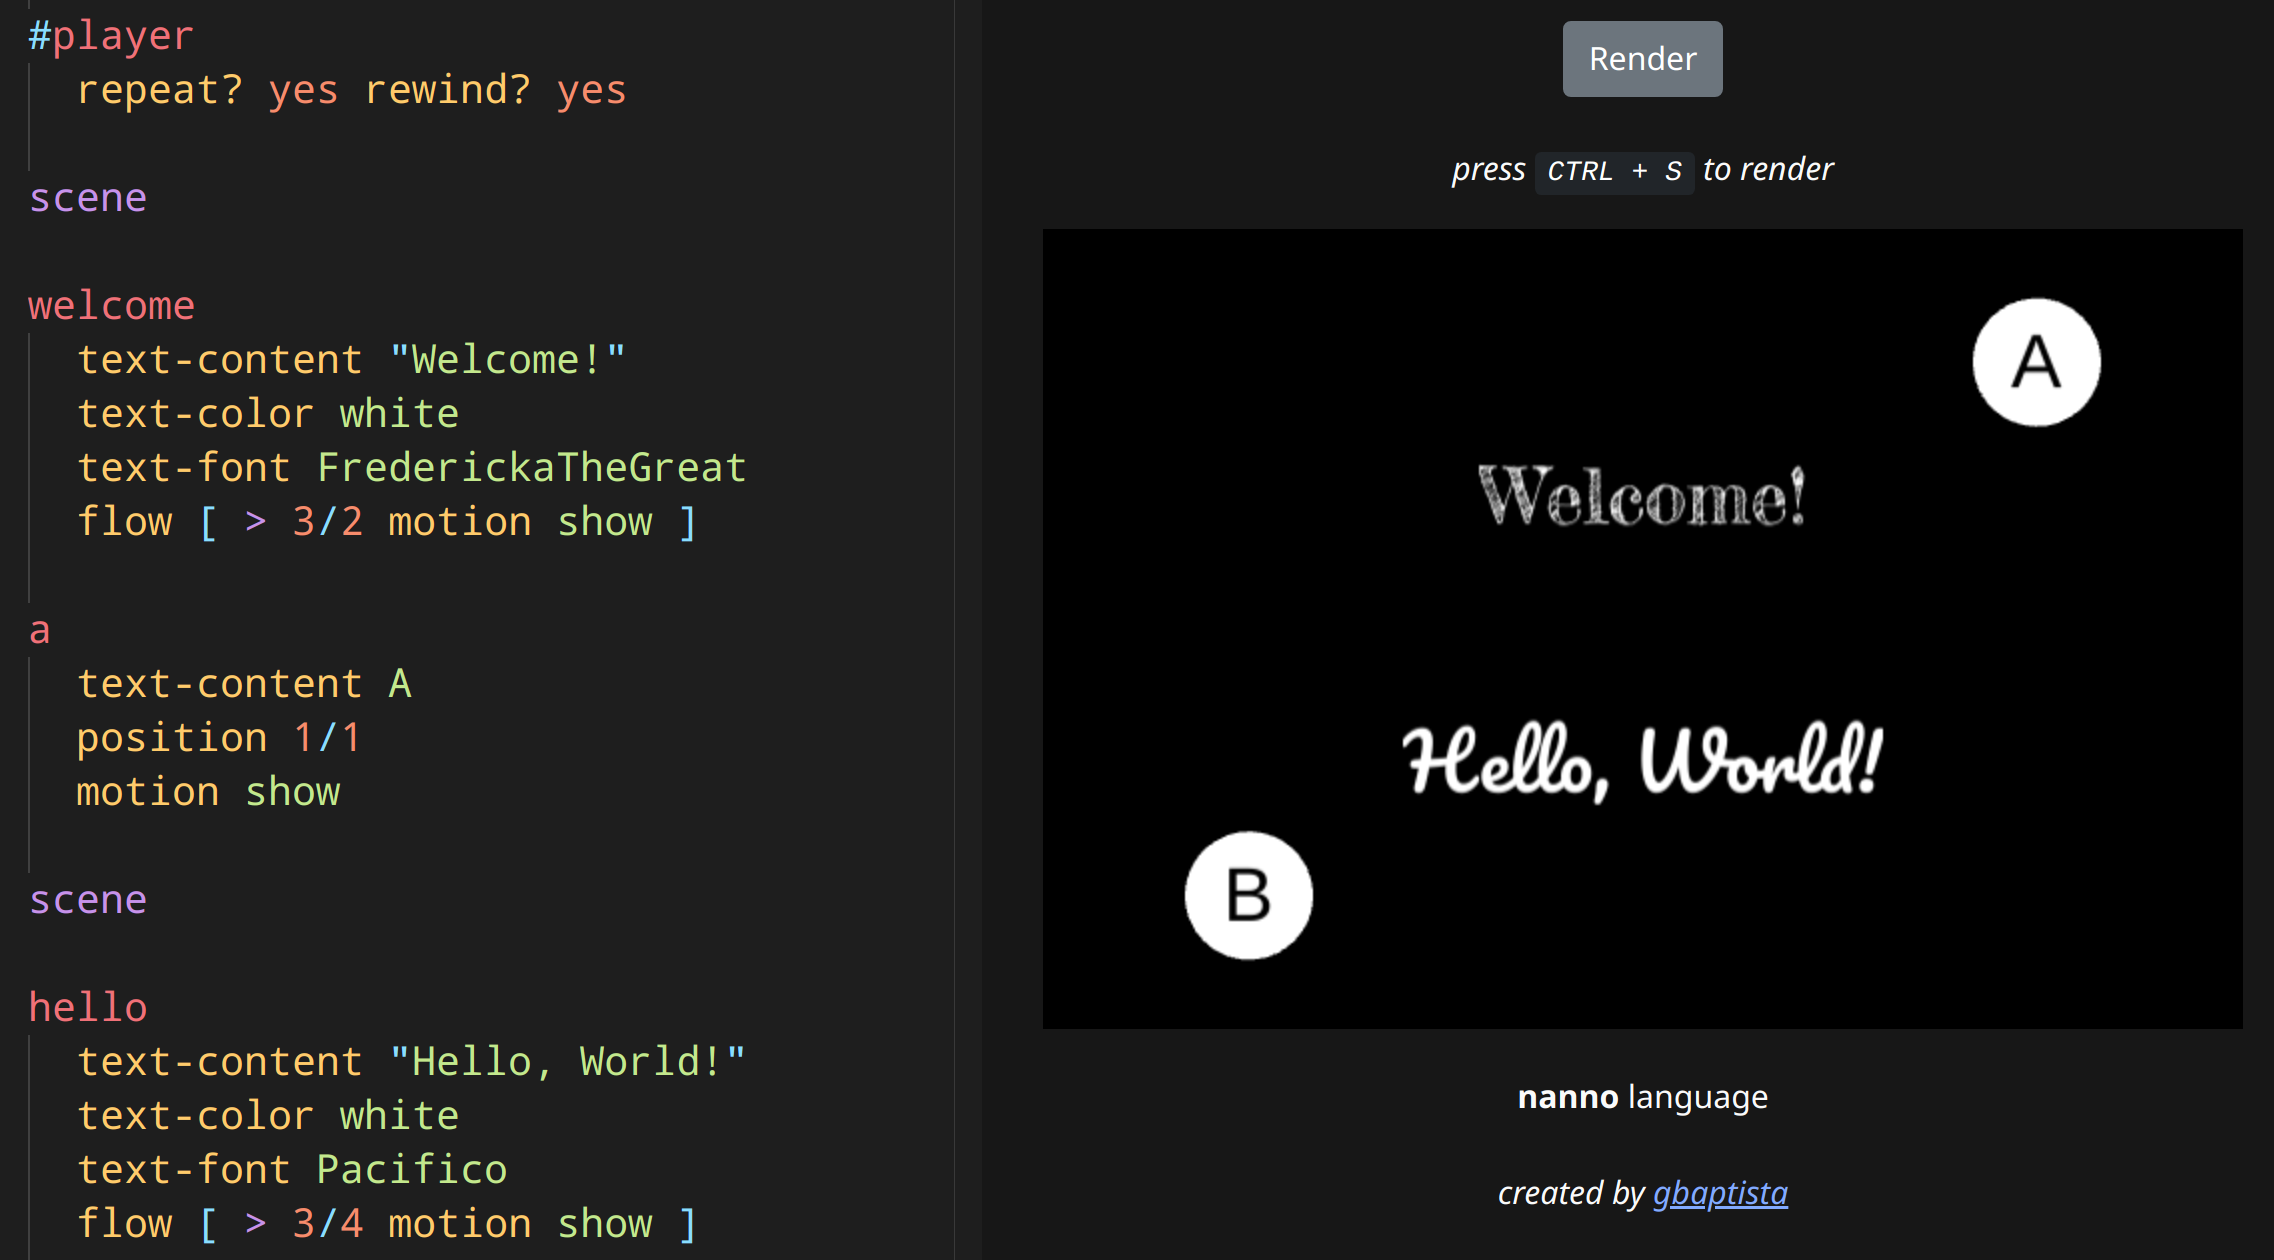 #player
repeat? yes rewind? yes
scene
welcome
text-content "Welcome!"
text-color white
text-font FrederickaTheGreat
flow [ > 3/2 motion show ]
a
text-content A
position 1/1
motion show
scene
hello
text-content "Hello, World!"
text-color white
text-font Pacifico
flow [ > 3/4 motion show ]
Render
press CTRL + S to render
A
Welcome!
Hello, World!
B
nanno language
created by gbaptista